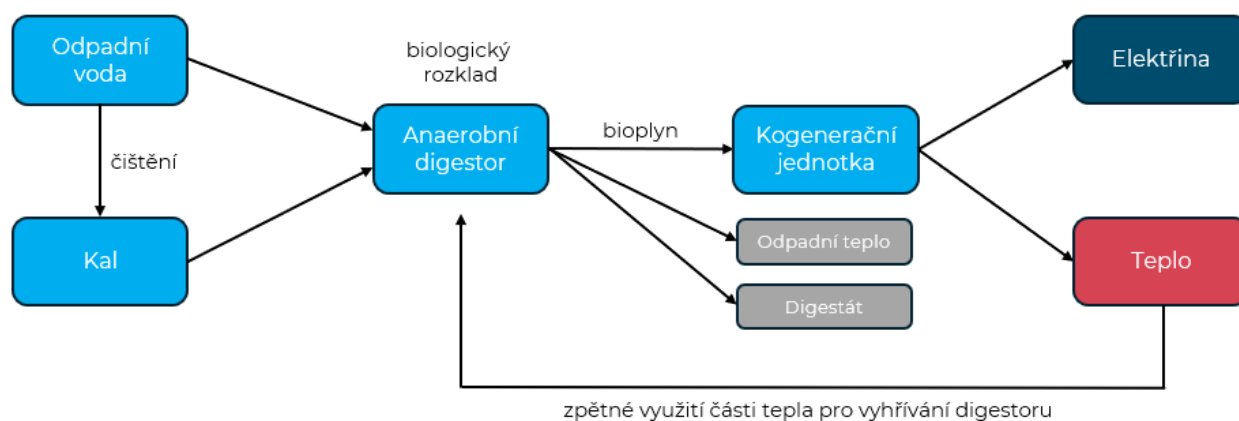 Odpadní
voda
čištění
Kal
biologický
rozklad
Anaerobní
digestor
bioplyn
Kogenerační
jednotka
Odpadní teplo
Digestát
Elektřina
Teplo
zpětné využití části tepla pro vyhřívání digestoru